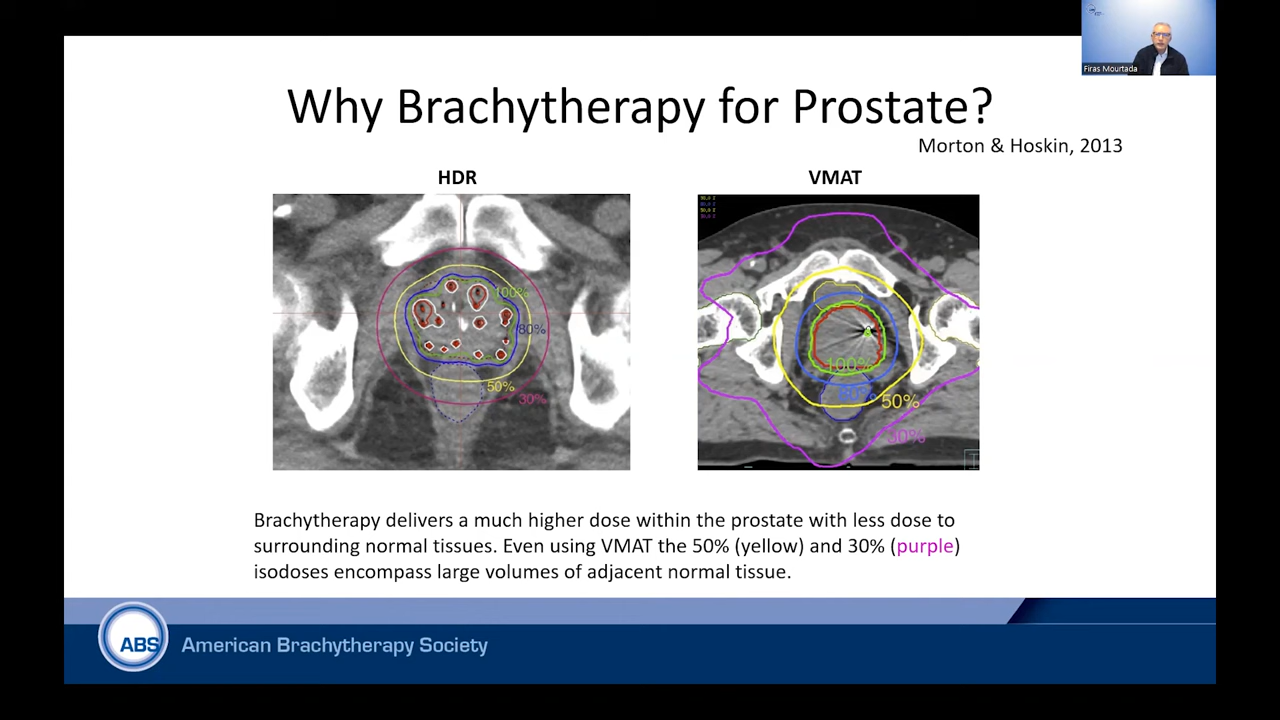 Firas Mourtada
Why Brachytherapy for Prostate?
Morton & Hoskin, 2013
HDR
VMAT
100%
80%
50%
30%
100%
80%
50%
30%
Brachytherapy delivers a much higher dose within the prostate with less dose to
surrounding normal tissues. Even using VMAT the 50% (yellow) and 30% (purple)
isodoses encompass large volumes of adjacent normal tissue.
ABS
American Brachytherapy Society